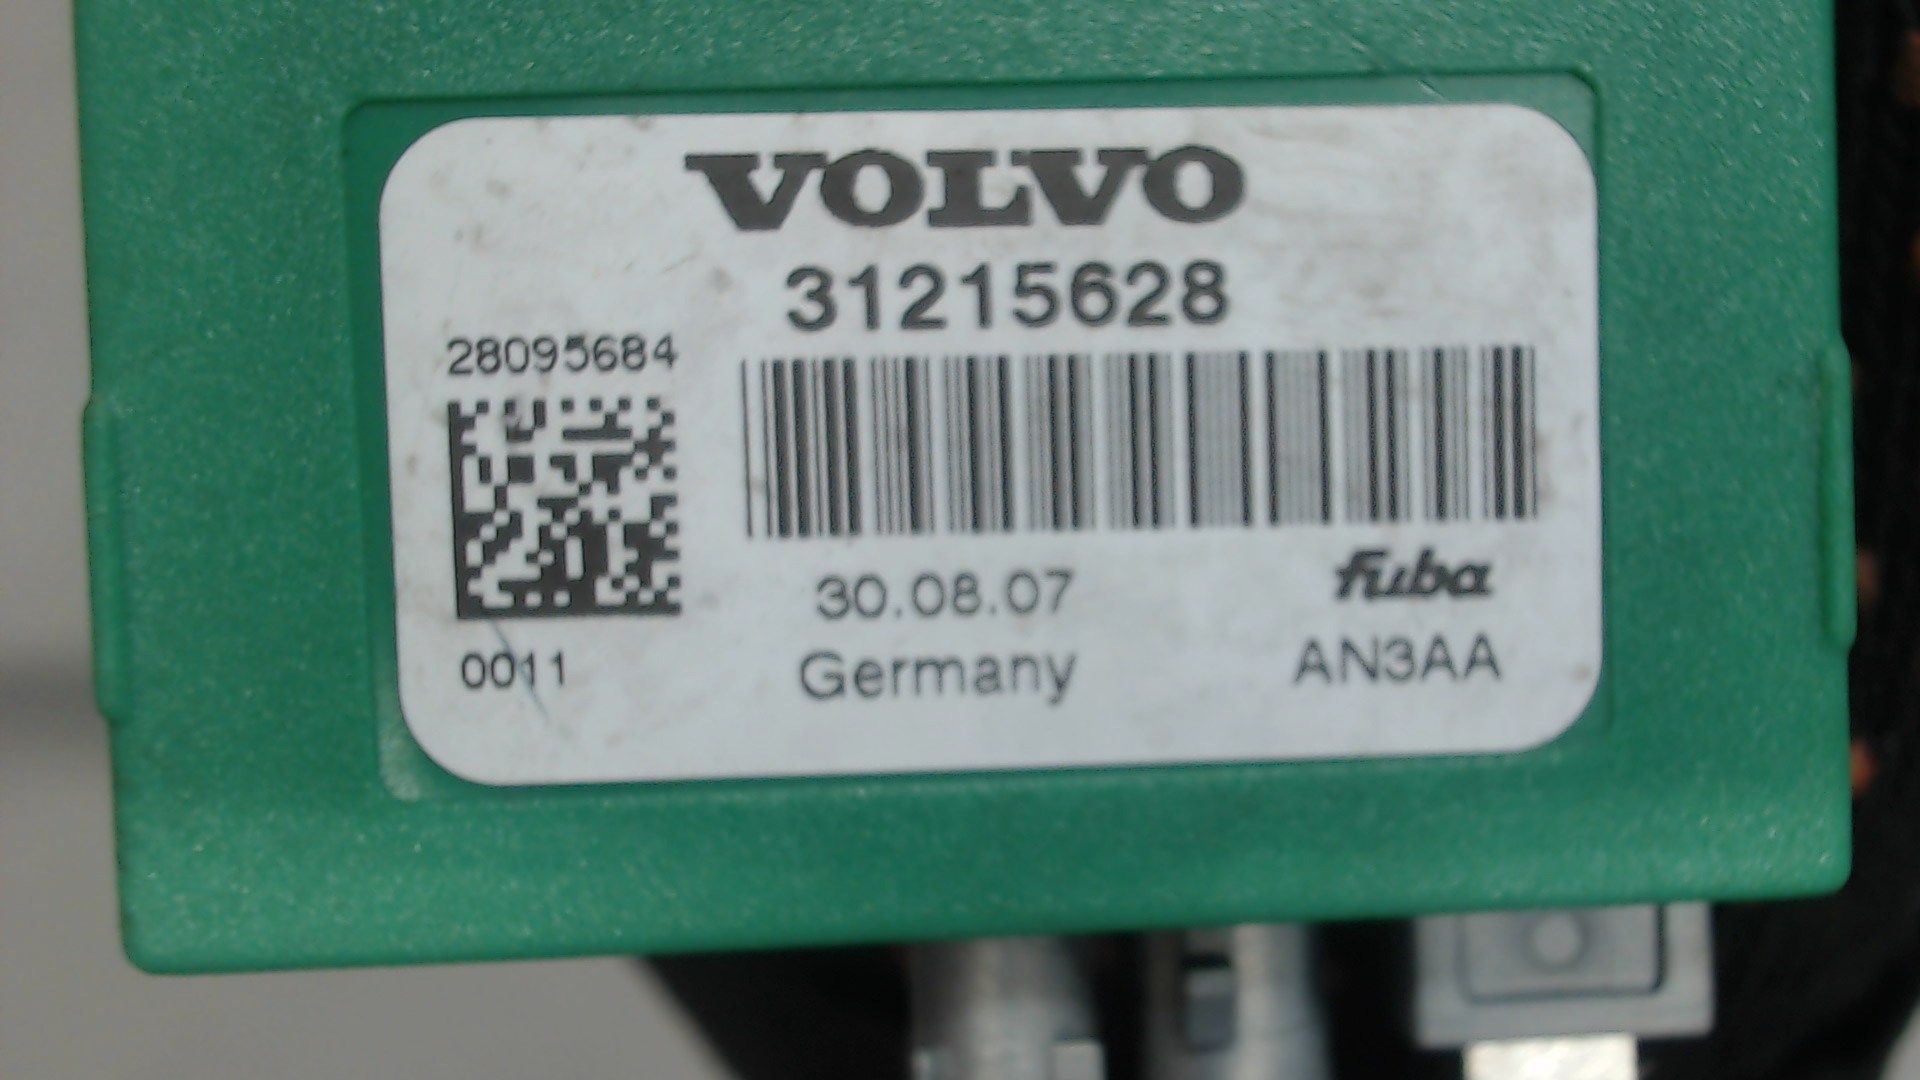 VOLVO
31215628
28095684
30.08.07
fuba
0011
Germany
AN3AA